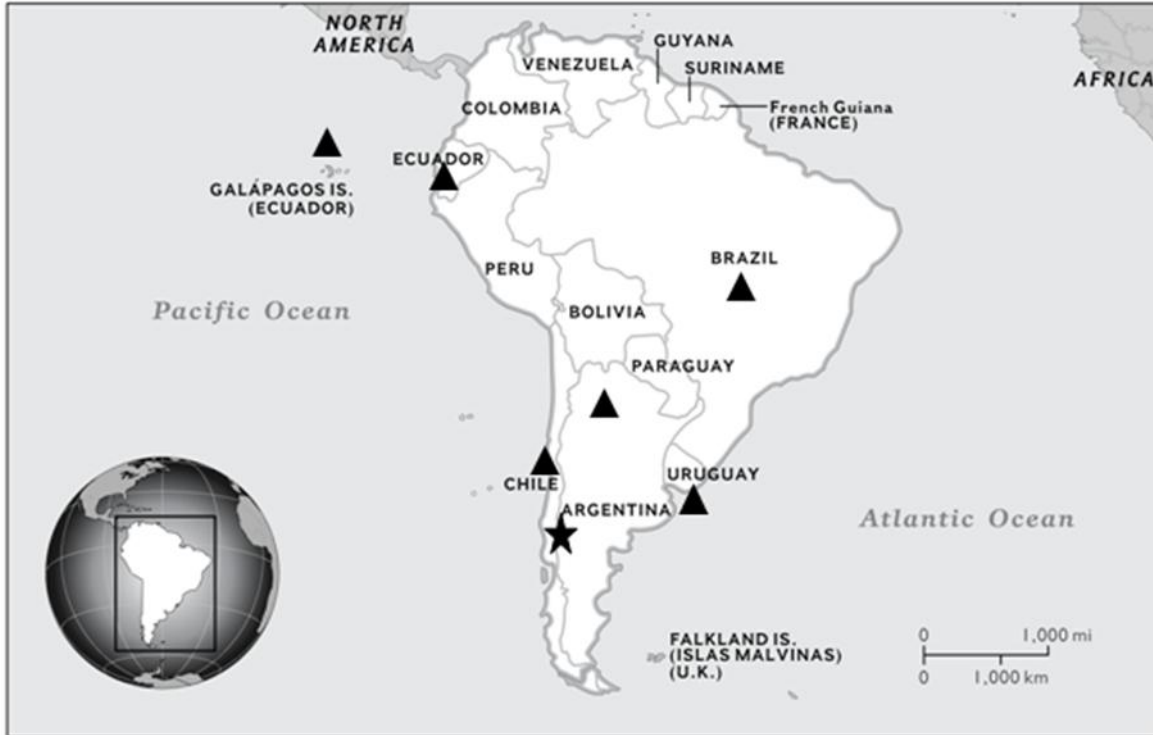 NORTH
AMERICA
GUYANA
VENEZUELA
SURINAME
AFRICA
COLOMBIA
French Guiana
(FRANCE)
ECUADOR
GALÁPAGOS IS.
(ECUADOR)
BRAZIL
PERU
Pacific Ocean
BOLIVIA
PARAGUAY
URUGUAY
CHILE
ARGENTINA
Atlantic Ocean
FALKLAND IS.
(ISLAS MALVINAS)
(U.K.)
0 1,000 mi
0 1,000 km